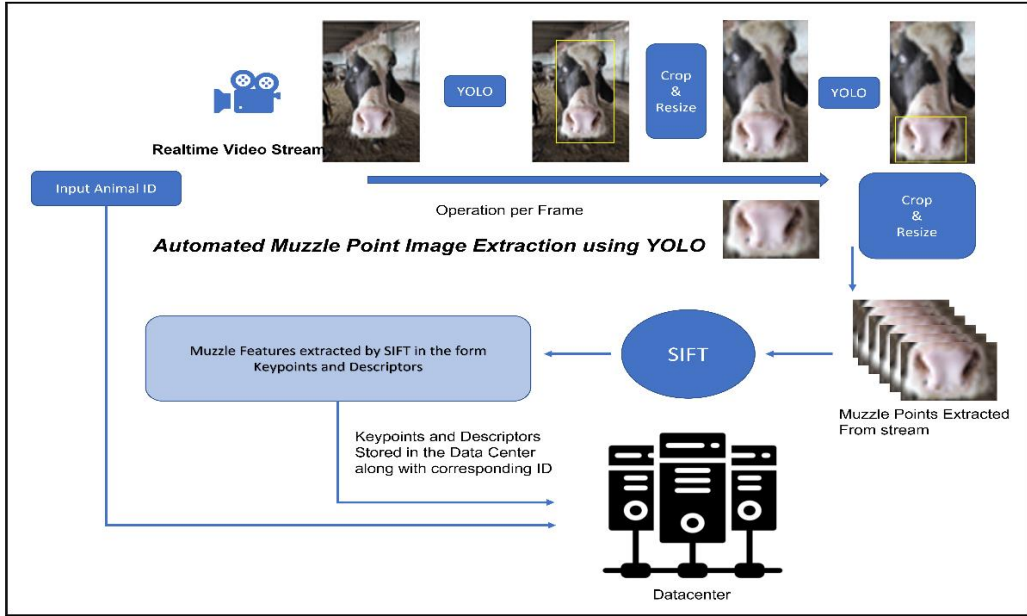 YOLO
Crop
&
Resize
YOLO
Realtime Video Stream
Input Animal ID
Operation per Frame
Crop
&
Resize
Automated Muzzle Point Image Extraction using YOLO
Muzzle Features extracted by SIFT in the form
Keypoints and Descriptors
SIFT
Muzzle Points Extracted
From stream
Keypoints and Descriptors
Stored in the Data Center
along with corresponding ID
Datacenter